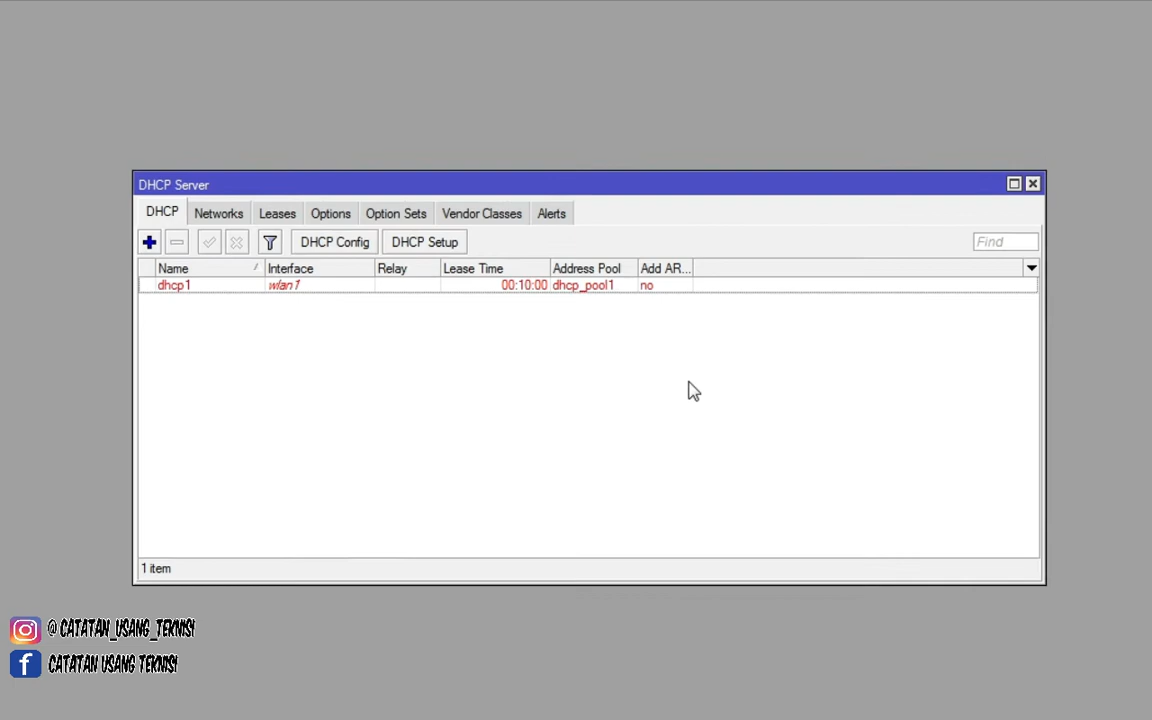 DHCP Server
DHCP Networks Leases Options Option Sets Vendor Classes Alerts
DHCP Config DHCP Setup Find
Name Interface Relay Lease Time Address Pool Add AR...
dhcp1 wlan1 00:10:00 dhcp_pool1 no
1 item
@ CATATAN_USANG_TEKNISI
CATATAN USANG TEKNISI